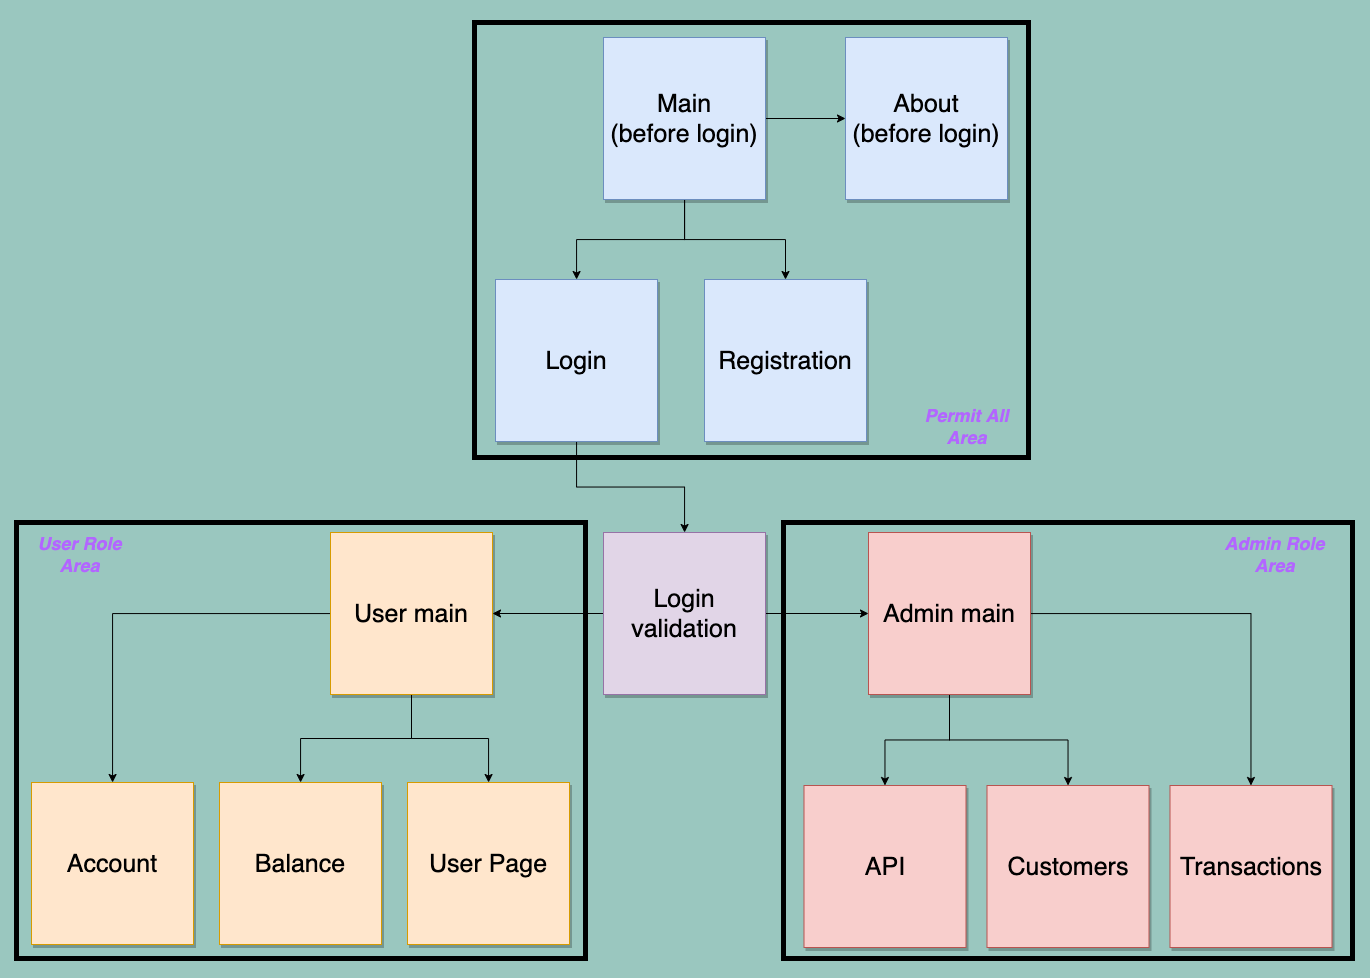 Main
(before login)
About
(before login)
Login
Registration
Permit All
Area
User Role
Area
User main
Login
validation
Admin main
Admin Role
Area
Account
Balance
User Page
API
Customers
Transactions